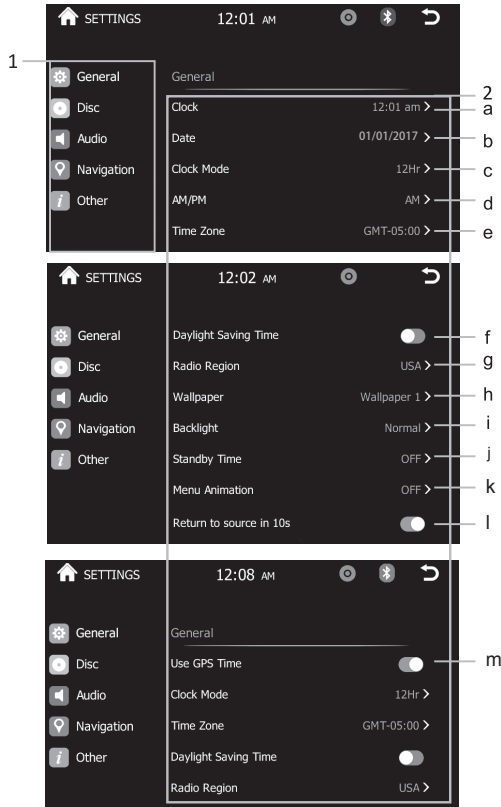 SETTINGS 12:01 AM
1
General General
2
Clock 12:01 am a
Disc
Date 01/01/2017 b
Audio
Clock Mode 12Hr c
Navigation
AM/PM AM d
Other
Time Zone GMT-05:00 e
SETTINGS 12:02 AM
General Daylight Saving Time f
Disc Radio Region USA g
Audio Wallpaper Wallpaper 1 h
Navigation Backlight Normal i
Other Standby Time OFF j
Menu Animation OFF k
Return to source in 10s l
SETTINGS 12:08 AM
General General
Disc Use GPS Time m
Audio Clock Mode 12Hr
Navigation Time Zone GMT-05:00
Other Daylight Saving Time
Radio Region USA